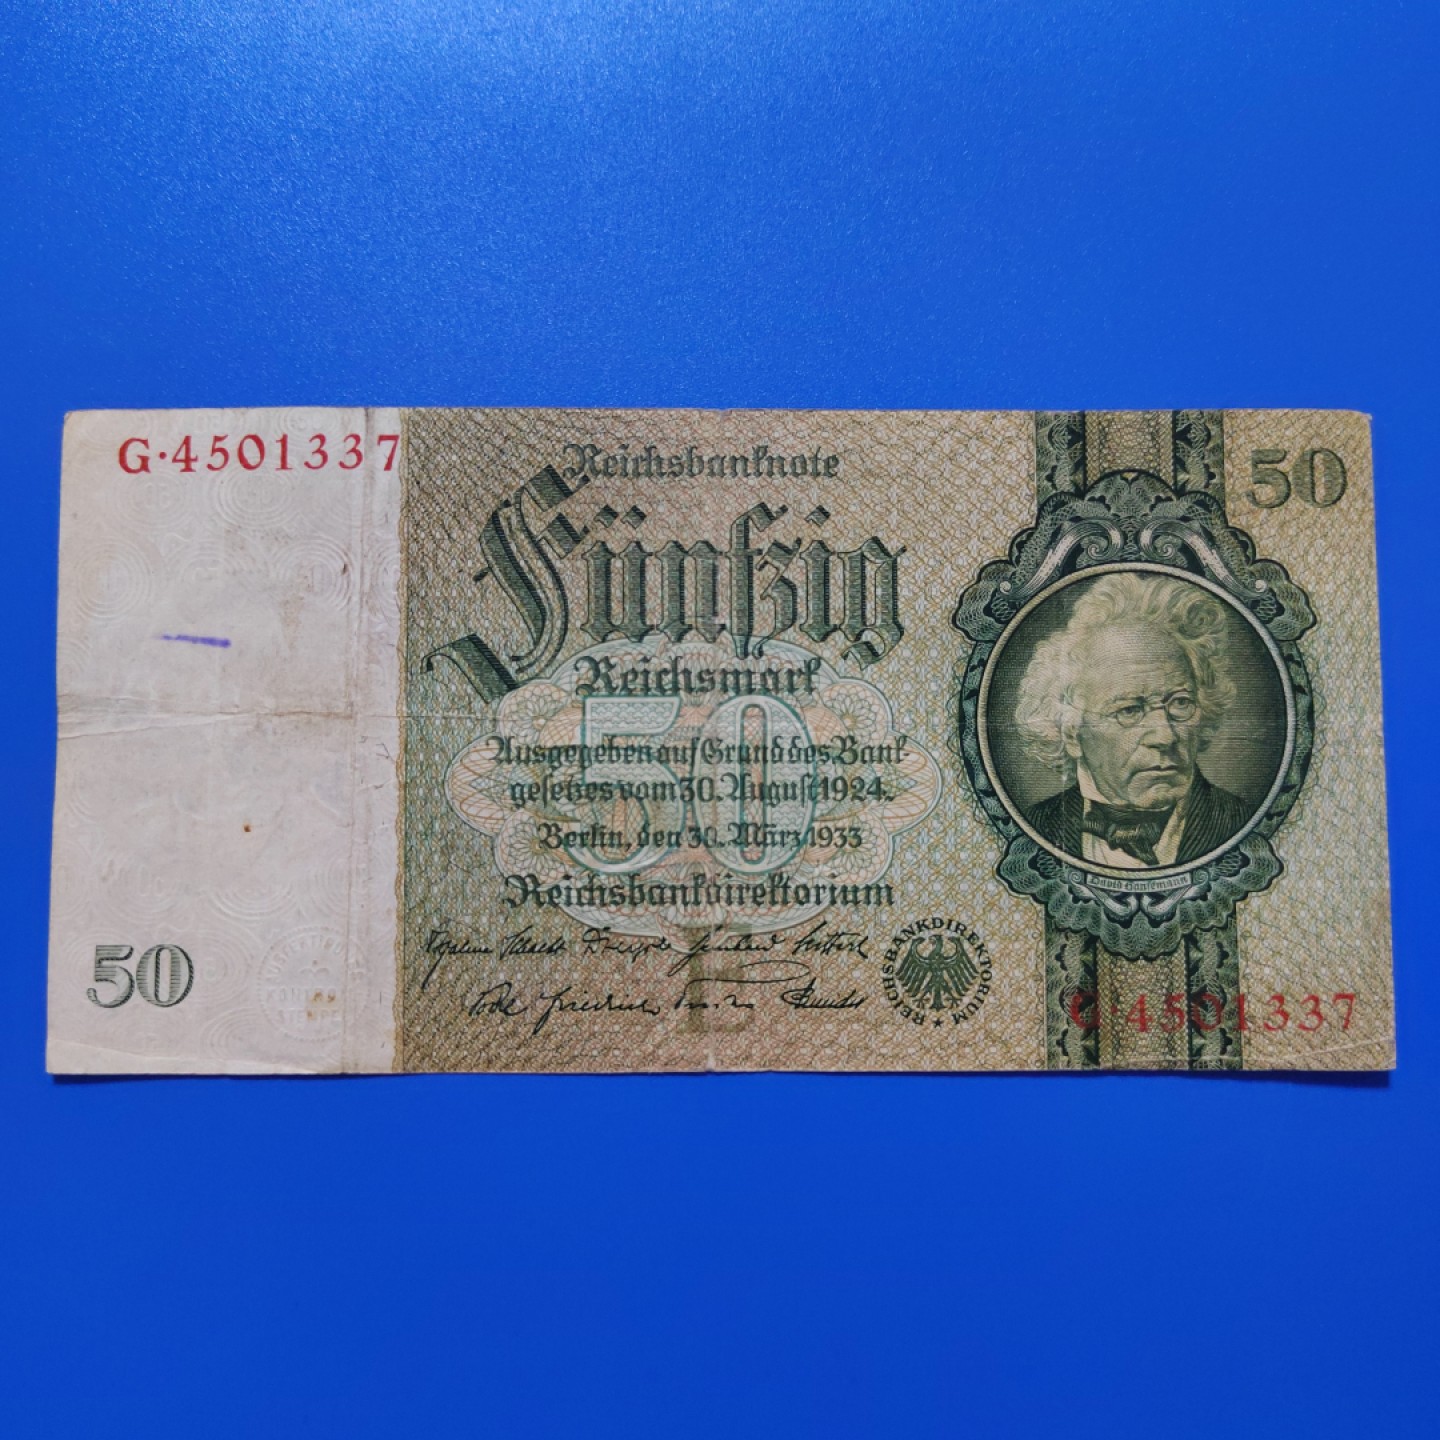 G·4501337
Reichsbanknote
50
Fünfzig
Reichsmark
50
Ausgegeben auf Grund des Bank-
gesetzes vom 30. August 1924.
Berlin, den 30. März 1933
Reichsbankdirektorium
David Hansemann
REICHSBANKDIREKTORIUM
E
50
G·4501337